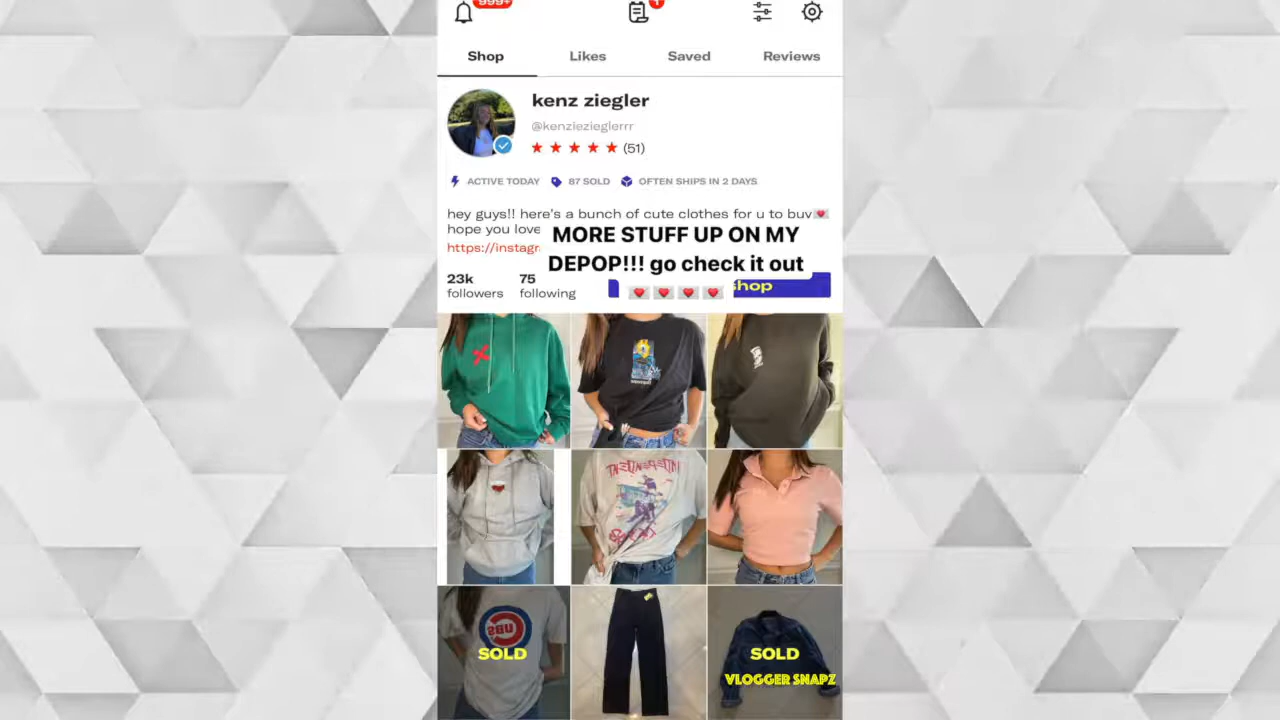 999+
1
Shop Likes Saved Reviews
kenz ziegler
@kenziezieglerrr
(51)
ACTIVE TODAY 87 SOLD OFTEN SHIPS IN 2 DAYS
hey guys!! here's a bunch of cute clothes for u to buy
hope you love
https://instagr
MORE STUFF UP ON MY
DEPOP!!! go check it out
23k
followers
75
following
shop
SOLD
SOLD
VLOGGER SNAPZ